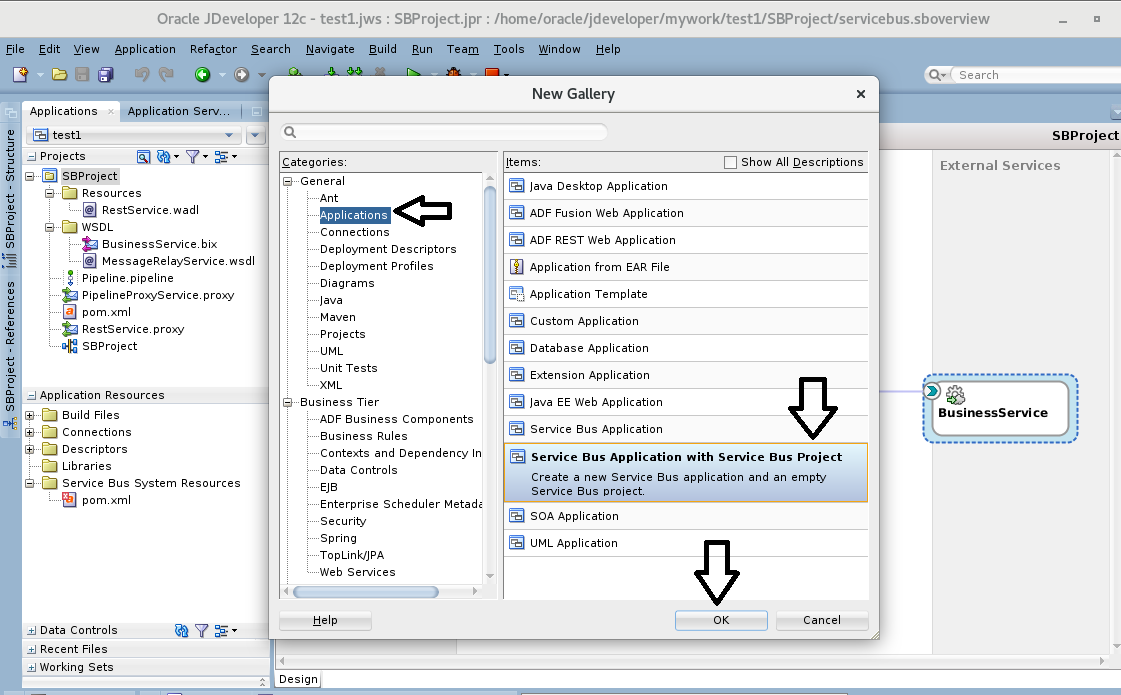 Oracle JDeveloper 12c - test1.jws : SBProject.jpr : /home/oracle/jdeveloper/mywork/test1/SBProject/servicebus.sboverview
File Edit View Application Refactor Search Navigate Build Run Team Tools Window Help
Search
Applications
Application Serv...
test1
Projects
SBProject
Resources
RestService.wadl
WSDL
BusinessService.bix
MessageRelayService.wsdl
Pipeline.pipeline
PipelineProxyService.proxy
pom.xml
RestService.proxy
SBProject
Application Resources
Build Files
Connections
Descriptors
Libraries
Service Bus System Resources
pom.xml
Data Controls
Recent Files
Working Sets
SBProject - Structure
SBProject - References
New Gallery
Categories:
General
Ant
Applications
Connections
Deployment Descriptors
Deployment Profiles
Diagrams
Java
Maven
Projects
UML
Unit Tests
XML
Business Tier
ADF Business Components
Business Rules
Contexts and Dependency In
Data Controls
EJB
Enterprise Scheduler Metada
Security
Spring
TopLink/JPA
Web Services
Items:
Show All Descriptions
Java Desktop Application
ADF Fusion Web Application
ADF REST Web Application
Application from EAR File
Application Template
Custom Application
Database Application
Extension Application
Java EE Web Application
Service Bus Application
Service Bus Application with Service Bus Project
Create a new Service Bus application and an empty
Service Bus project.
SOA Application
UML Application
Help
OK
Cancel
SBProject
External Services
BusinessService
Design